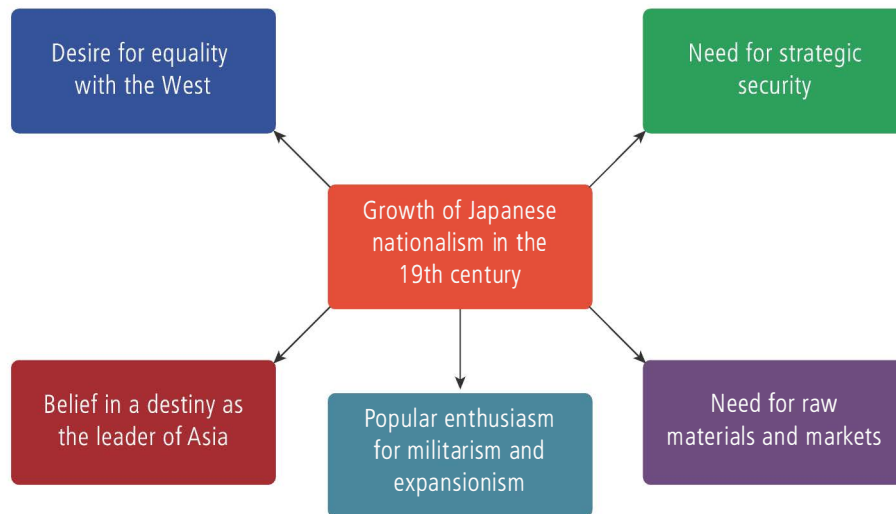 Desire for equality
with the West
Need for strategic
security
Growth of Japanese
nationalism in the
19th century
Belief in a destiny as
the leader of Asia
Popular enthusiasm
for militarism and
expansionism
Need for raw
materials and markets